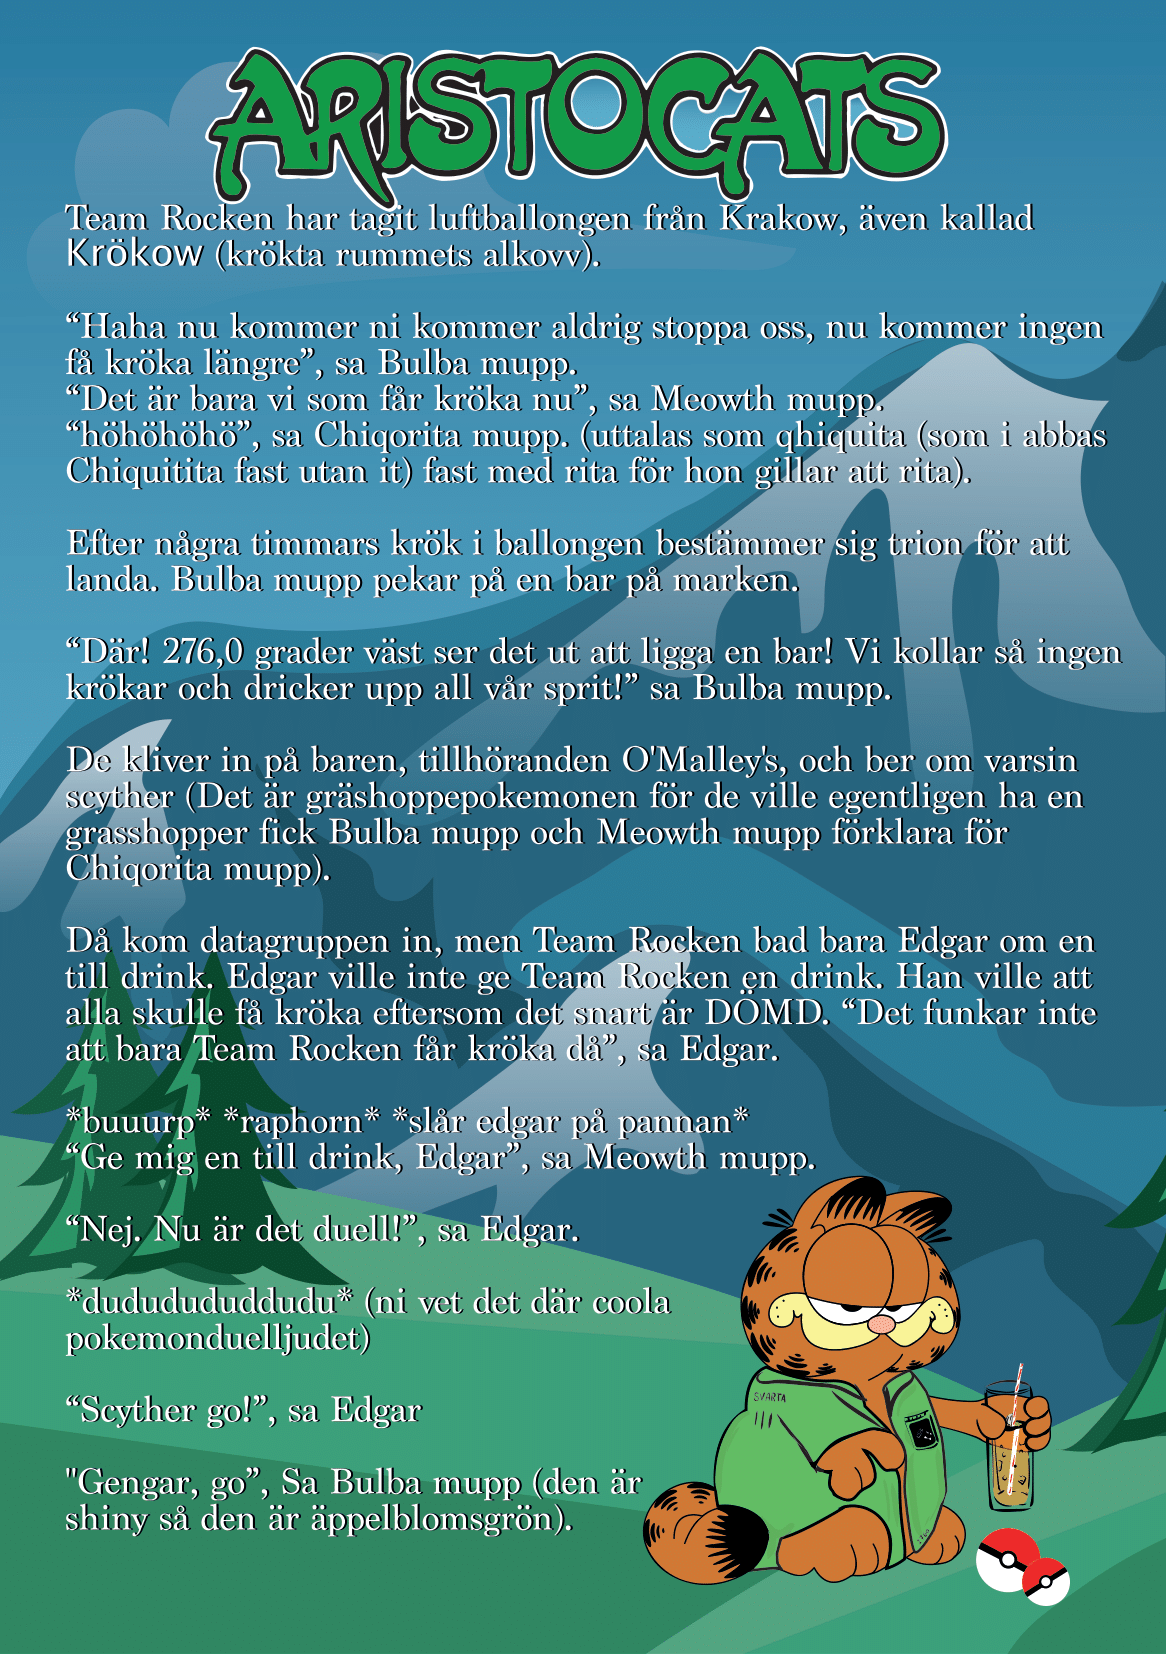 ARISTOCATS
Team Rocken har tagit luftballongen från Krakow, även kallad
Krökow (krökta rummets alkovv).
“Haha nu kommer ni kommer aldrig stoppa oss, nu kommer ingen
få kröka längre”, sa Bulba mupp.
“Det är bara vi som får kröka nu”, sa Meowth mupp.
“höhöhöhö”, sa Chiqorita mupp. (uttalas som qhiquita (som i abbas
Chiquitita fast utan it) fast med rita för hon gillar att rita).
Efter några timmars krök i ballongen bestämmer sig trion för att
landa. Bulba mupp pekar på en bar på marken.
“Där! 276,0 grader väst ser det ut att ligga en bar! Vi kollar så ingen
krökar och dricker upp all vår sprit!” sa Bulba mupp.
De kliver in på baren, tillhöranden O'Malley's, och ber om varsin
scyther (Det är gräshoppepokemonen för de ville egentligen ha en
grasshopper fick Bulba mupp och Meowth mupp förklara för
Chiqorita mupp).
Då kom datagruppen in, men Team Rocken bad bara Edgar om en
till drink. Edgar ville inte ge Team Rocken en drink. Han ville att
alla skulle få kröka eftersom det snart är DÖMD. “Det funkar inte
att bara Team Rocken får kröka då”, sa Edgar.
*buuurp* *raphorn* *slår edgar på pannan*
“Ge mig en till drink, Edgar”, sa Meowth mupp.
“Nej. Nu är det duell!”, sa Edgar.
*dududududdudu* (ni vet det där coola
pokemonduelljudet)
“Scyther go!”, sa Edgar
"Gengar, go”, Sa Bulba mupp (den är
shiny så den är äppelblomsgrön).
SVARTA